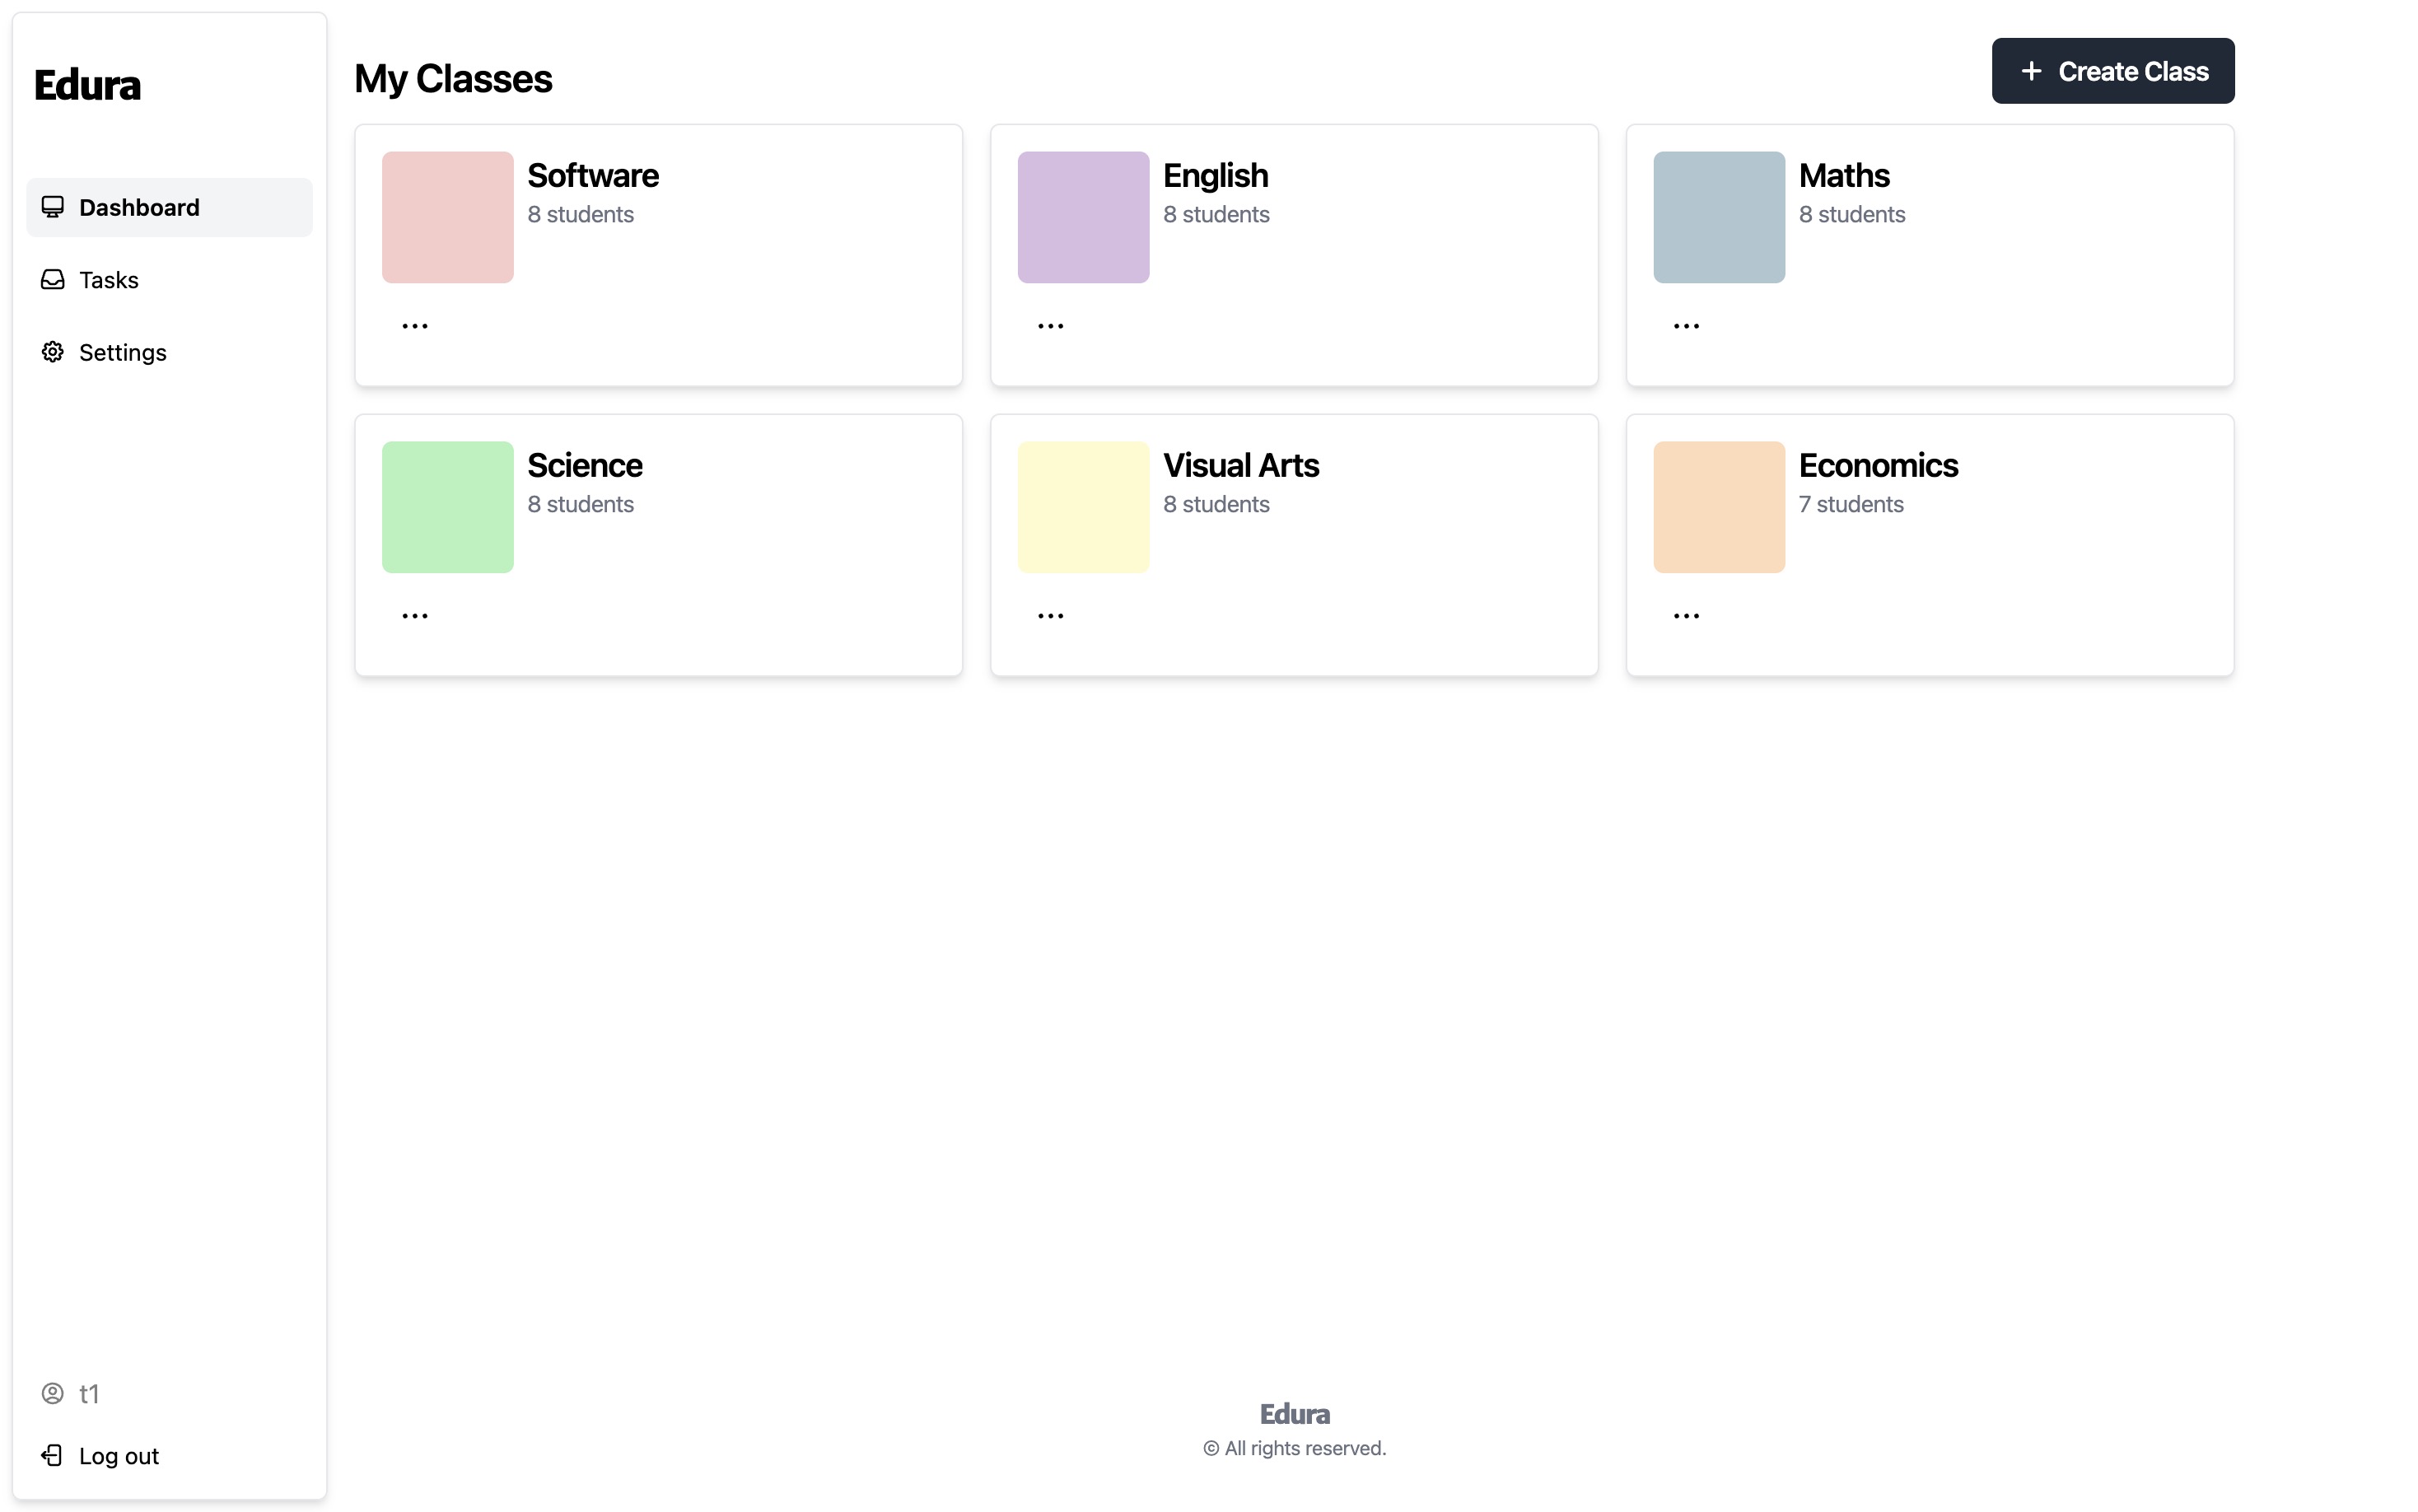 Edura
Dashboard
Tasks
Settings
t1
Log out
My Classes
+ Create Class
Software
8 students
...
English
8 students
...
Maths
8 students
...
Science
8 students
...
Visual Arts
8 students
...
Economics
7 students
...
Edura
© All rights reserved.